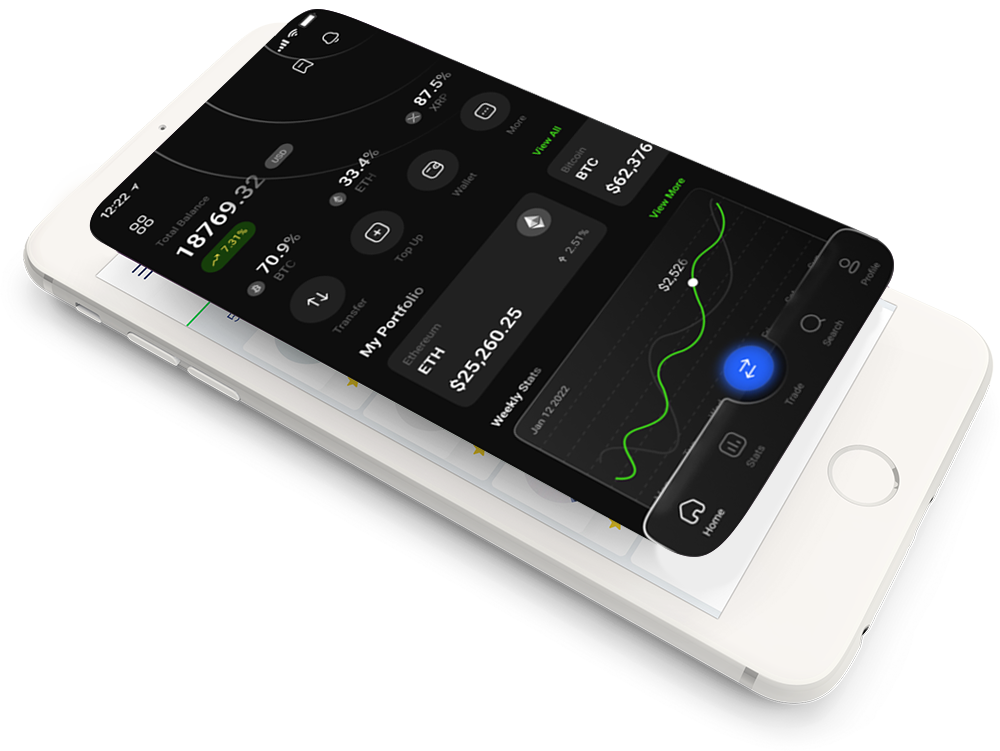 12:22
Total Balance
18769.32
USD
7.31%
70.9%
BTC
33.4%
ETH
87.5%
XRP
Transfer
Top Up
Wallet
More
My Portfolio
View All
Ethereum
ETH
$25,260.25
2.51%
Bitcoin
BTC
$62,376
Weekly Stats
View More
Jan 12 2022
$2,526
Home
Stats
Trade
Search
Profile